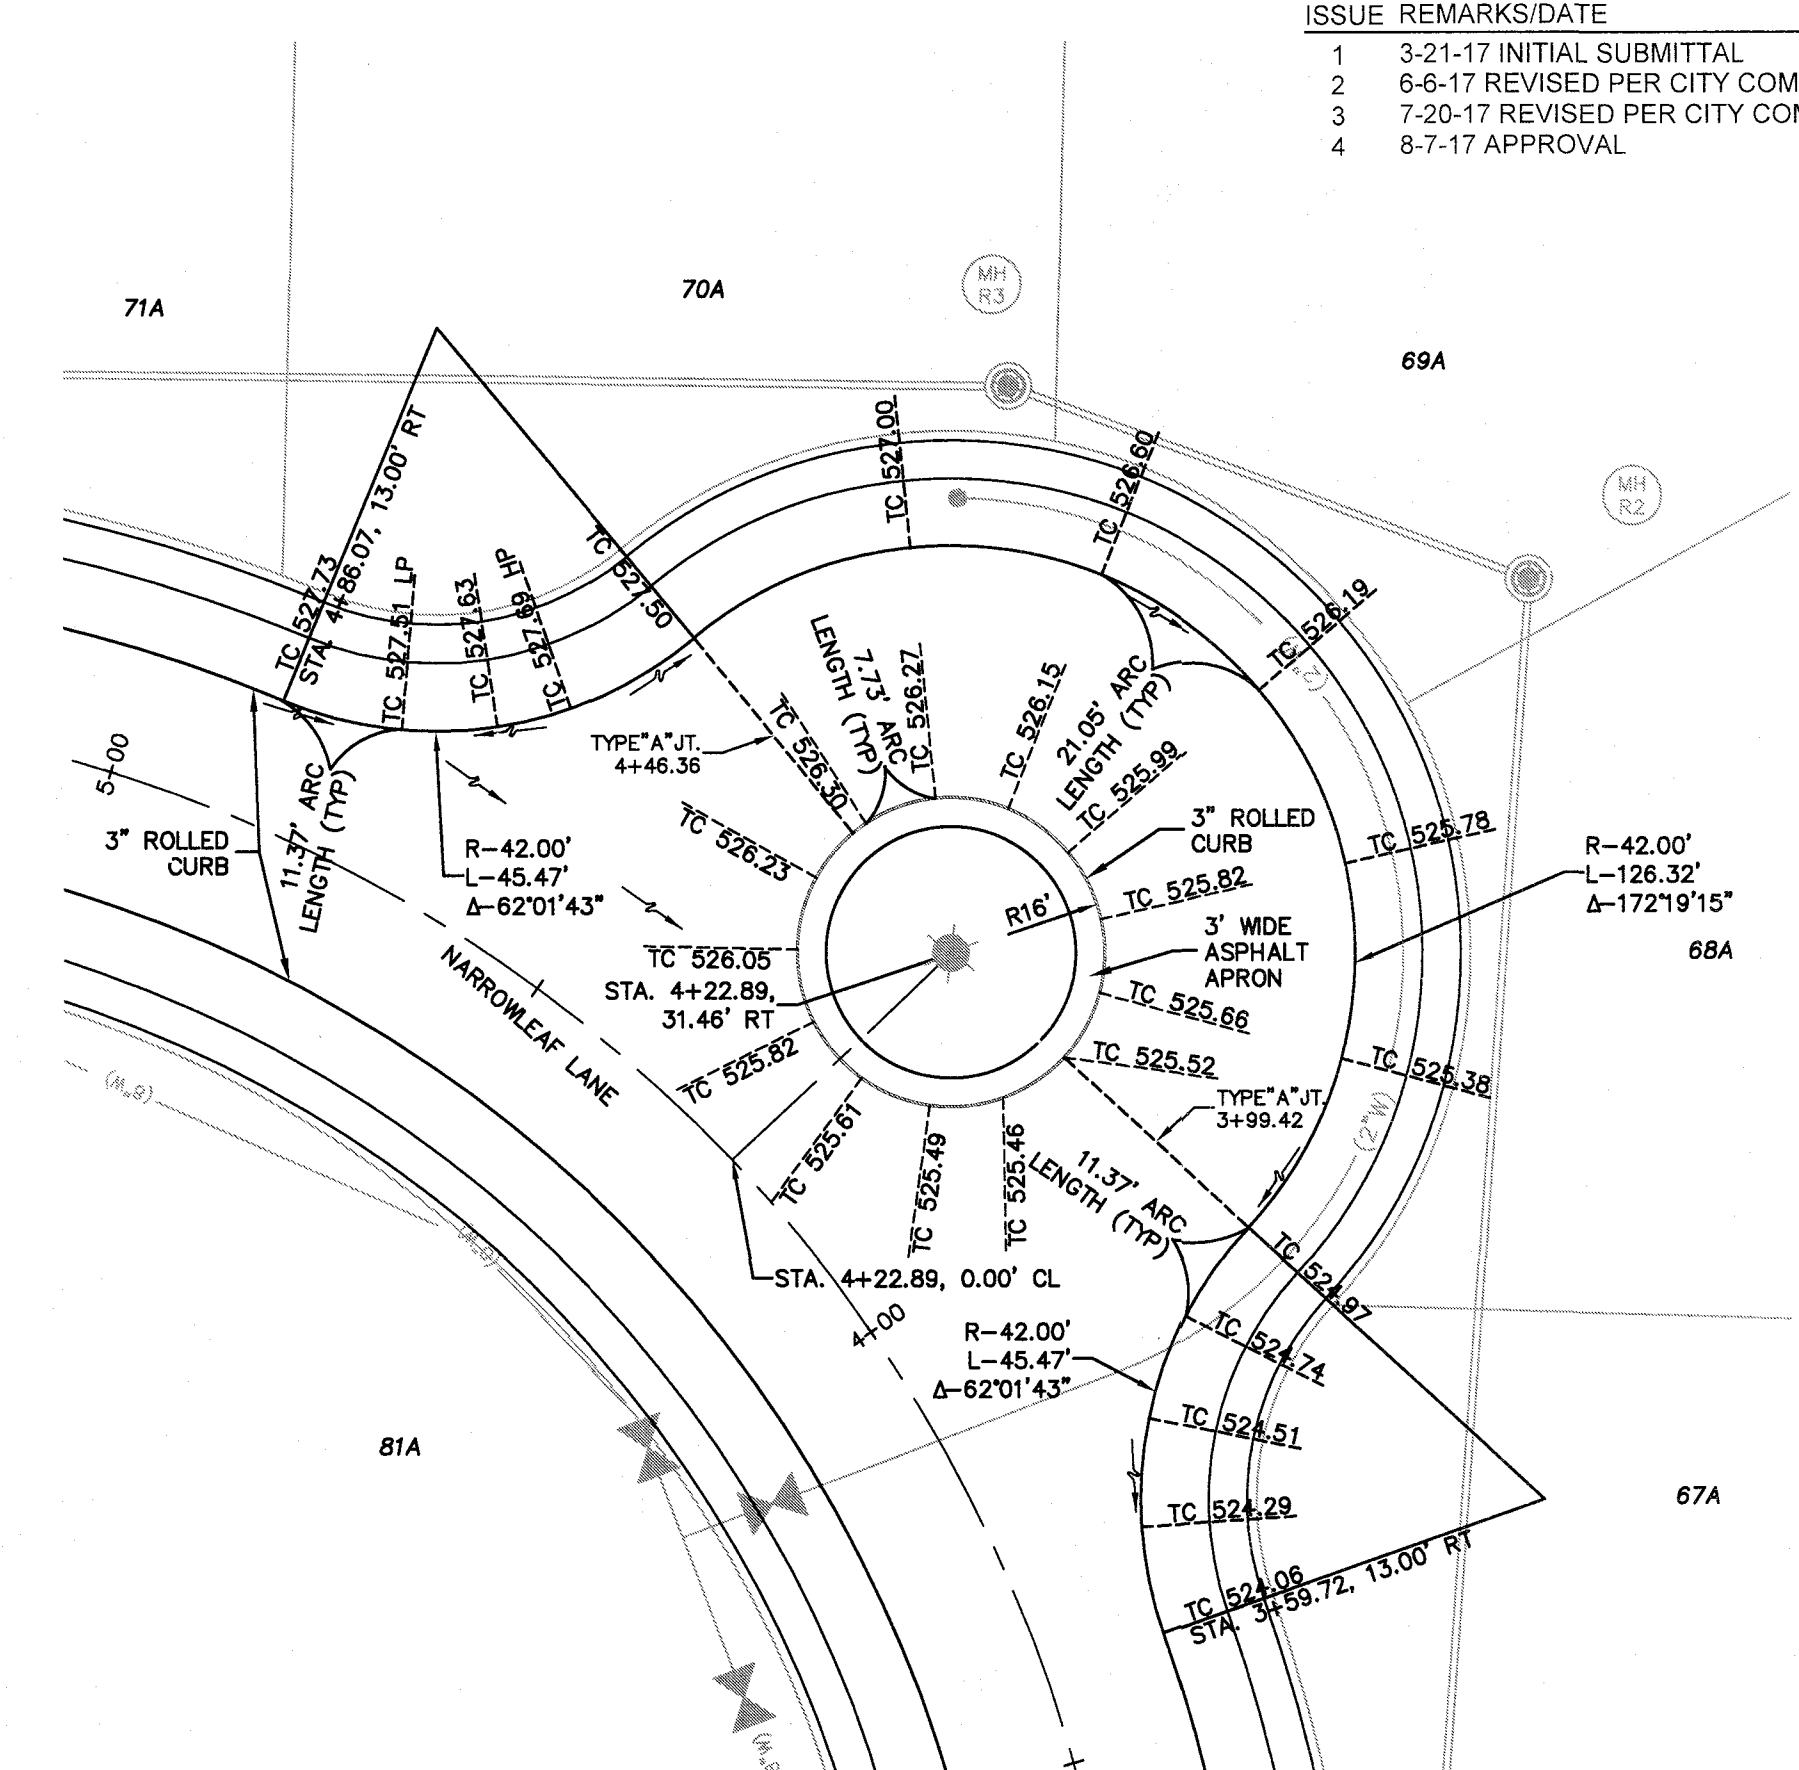 ISSUE REMARKS/DATE
1 3-21-17 INITIAL SUBMITTAL
2 6-6-17 REVISED PER CITY COM
3 7-20-17 REVISED PER CITY CO
4 8-7-17 APPROVAL
71A
70A
MH
R3
69A
MH
R2
TC 527.73
STA. 4+86.07, 13.00' RT
TC 527.51 LP
TC 527.63
TC 527.69 HP
TC 527.50
TC 527.00
TC 526.60
TC 526.19
TC 525.78
TC 525.38
5+00
3" ROLLED
CURB
11.37' ARC
LENGTH (TYP)
R-42.00'
L-45.47'
Δ-62°01'43"
TYPE"A"JT.
4+46.36
7.73' ARC
LENGTH (TYP)
TC 526.30
TC 526.27
TC 526.15
21.05' ARC
LENGTH (TYP)
TC 525.99
3" ROLLED
CURB
TC 526.23
TC 525.82
R16'
3' WIDE
ASPHALT
APRON
R-42.00'
L-126.32'
Δ-172°19'15"
68A
TC 526.05
STA. 4+22.89,
31.46' RT
NARROWLEAF LANE
TC 525.82
TC 525.61
TC 525.49
TC 525.46
TC 525.66
TC 525.52
TYPE"A"JT.
3+99.42
11.37' ARC
LENGTH (TYP)
(2"W)
STA. 4+22.89, 0.00' CL
4+00
TC 524.97
TC 524.74
R-42.00'
L-45.47'
Δ-62°01'43"
TC 524.51
TC 524.29
TC 524.06
STA. 3+59.72, 13.00' RT
81A
67A